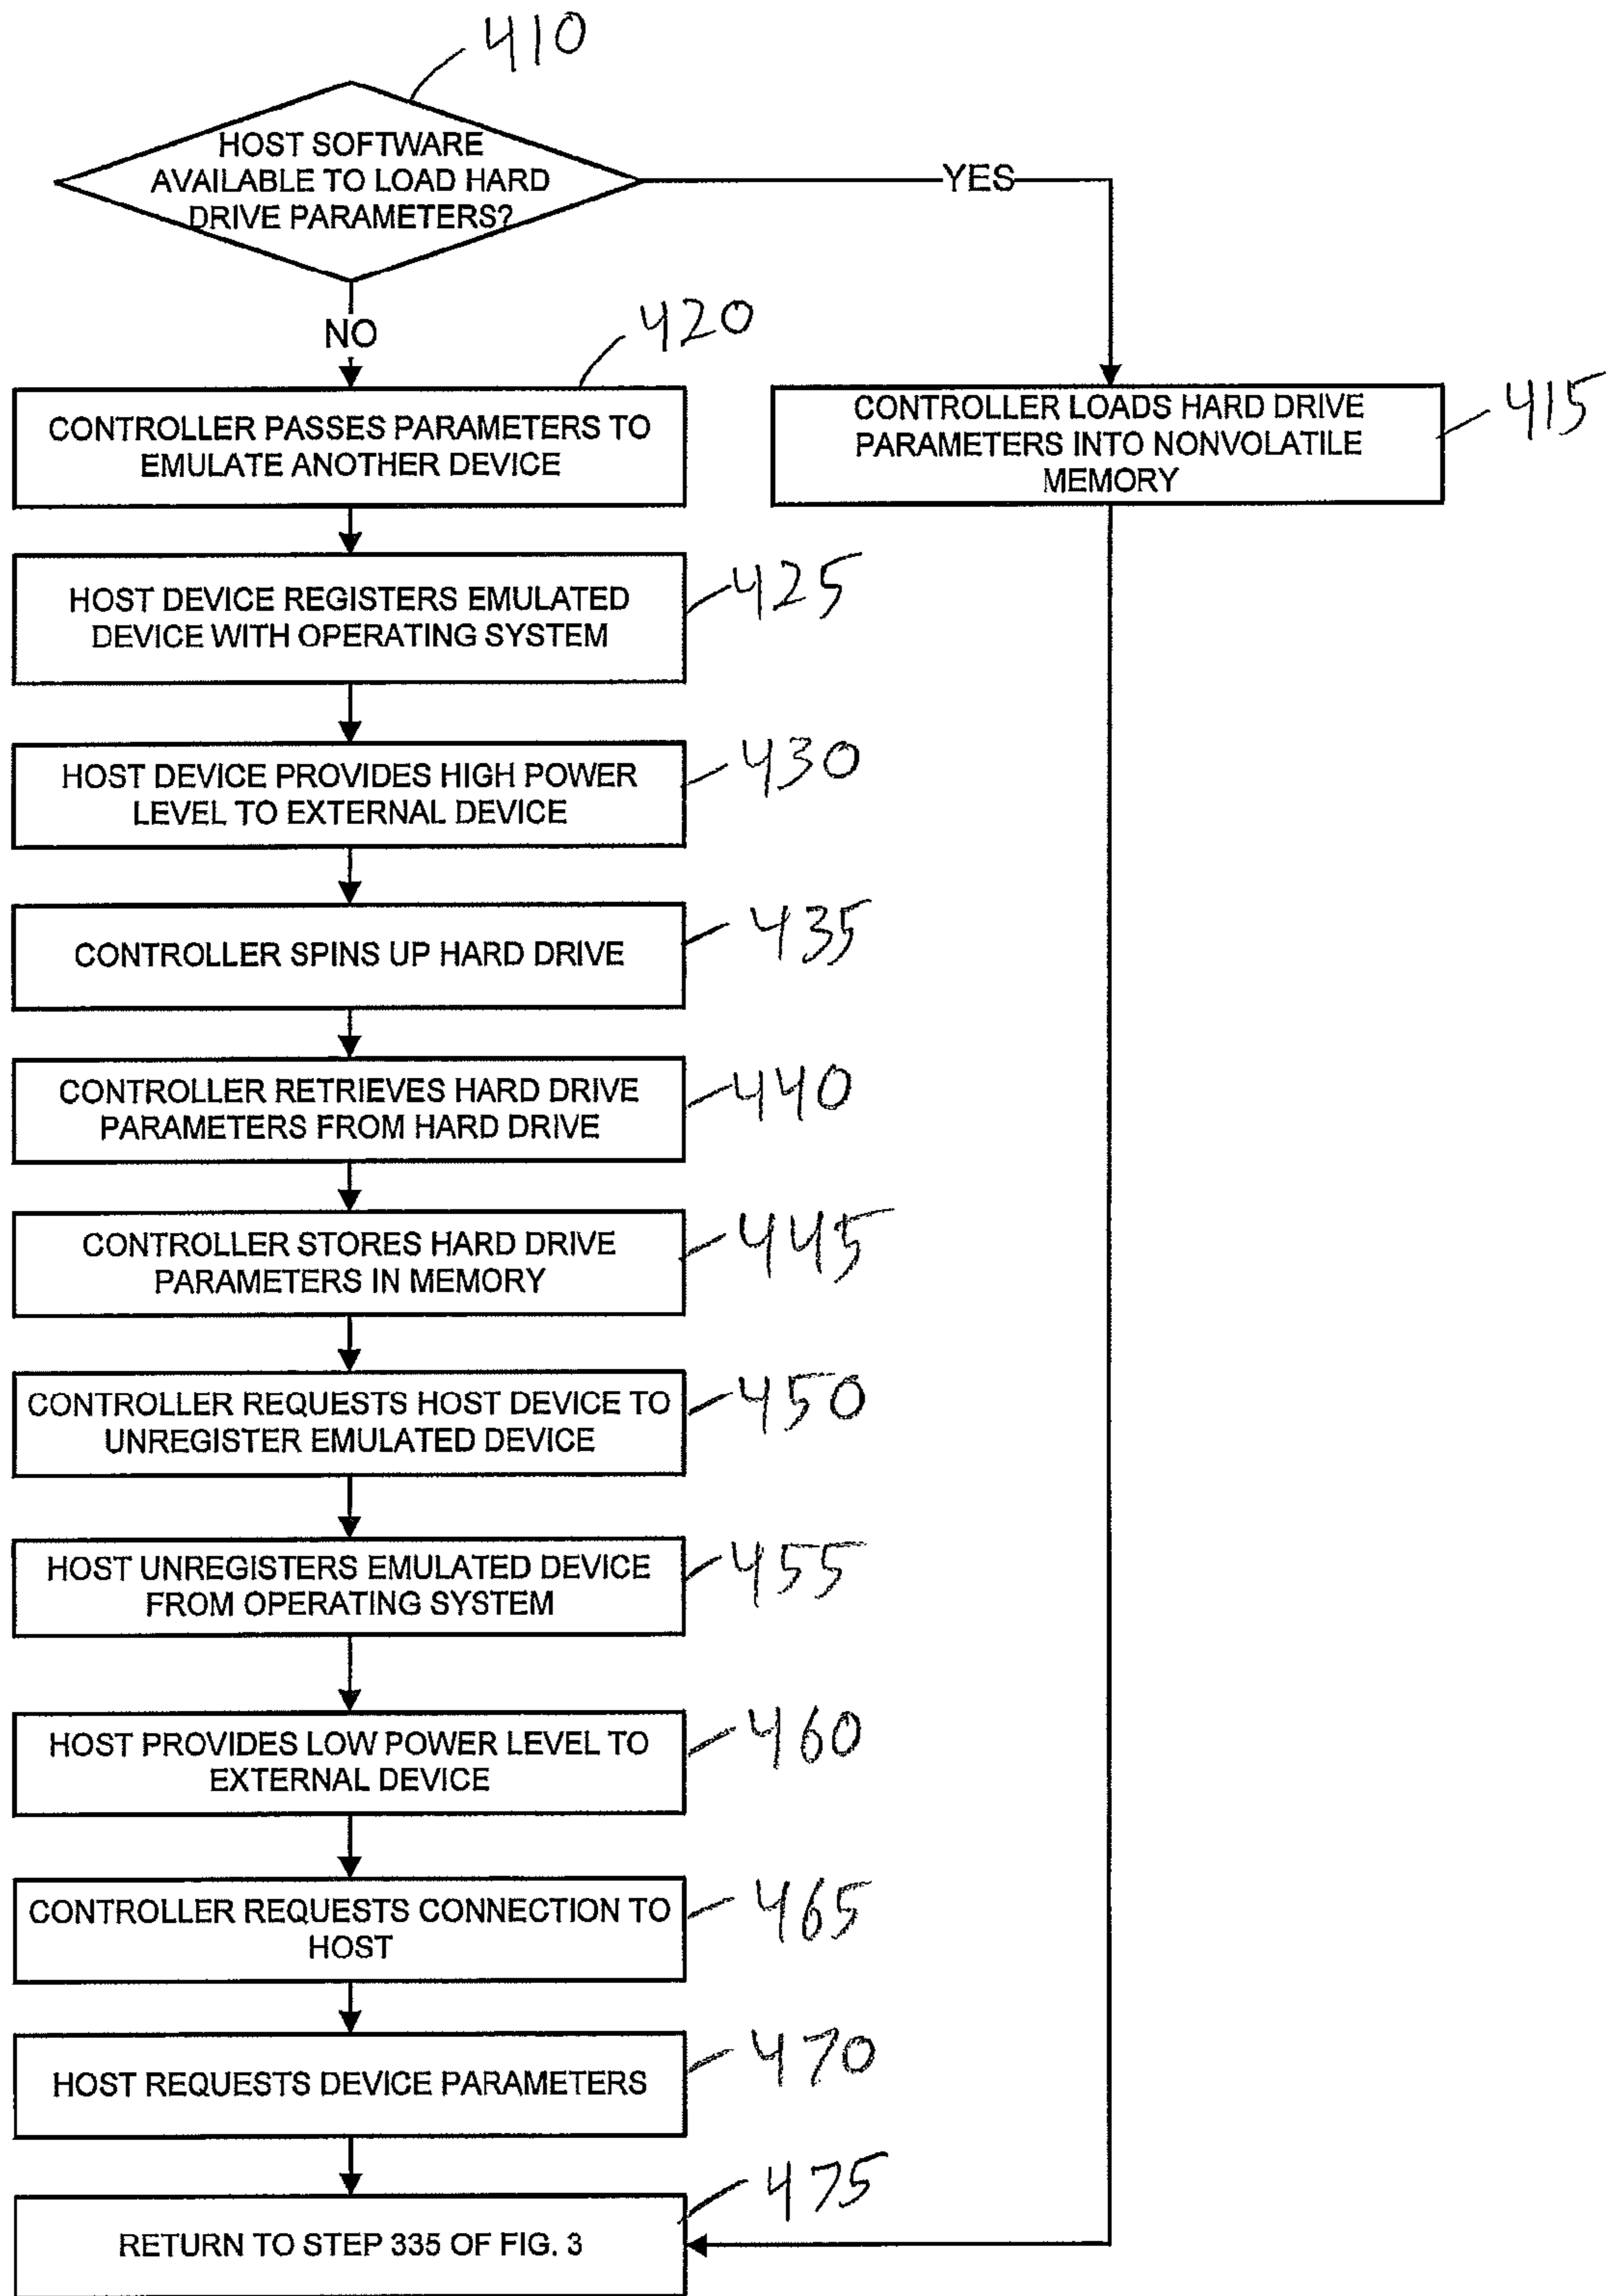 410
HOST SOFTWARE
AVAILABLE TO LOAD HARD
DRIVE PARAMETERS?
YES
NO
420
CONTROLLER PASSES PARAMETERS TO
EMULATE ANOTHER DEVICE
CONTROLLER LOADS HARD DRIVE
PARAMETERS INTO NONVOLATILE
MEMORY
415
HOST DEVICE REGISTERS EMULATED
DEVICE WITH OPERATING SYSTEM
425
HOST DEVICE PROVIDES HIGH POWER
LEVEL TO EXTERNAL DEVICE
430
CONTROLLER SPINS UP HARD DRIVE
435
CONTROLLER RETRIEVES HARD DRIVE
PARAMETERS FROM HARD DRIVE
440
CONTROLLER STORES HARD DRIVE
PARAMETERS IN MEMORY
445
CONTROLLER REQUESTS HOST DEVICE TO
UNREGISTER EMULATED DEVICE
450
HOST UNREGISTERS EMULATED DEVICE
FROM OPERATING SYSTEM
455
HOST PROVIDES LOW POWER LEVEL TO
EXTERNAL DEVICE
460
CONTROLLER REQUESTS CONNECTION TO
HOST
465
HOST REQUESTS DEVICE PARAMETERS
470
RETURN TO STEP 335 OF FIG. 3
475